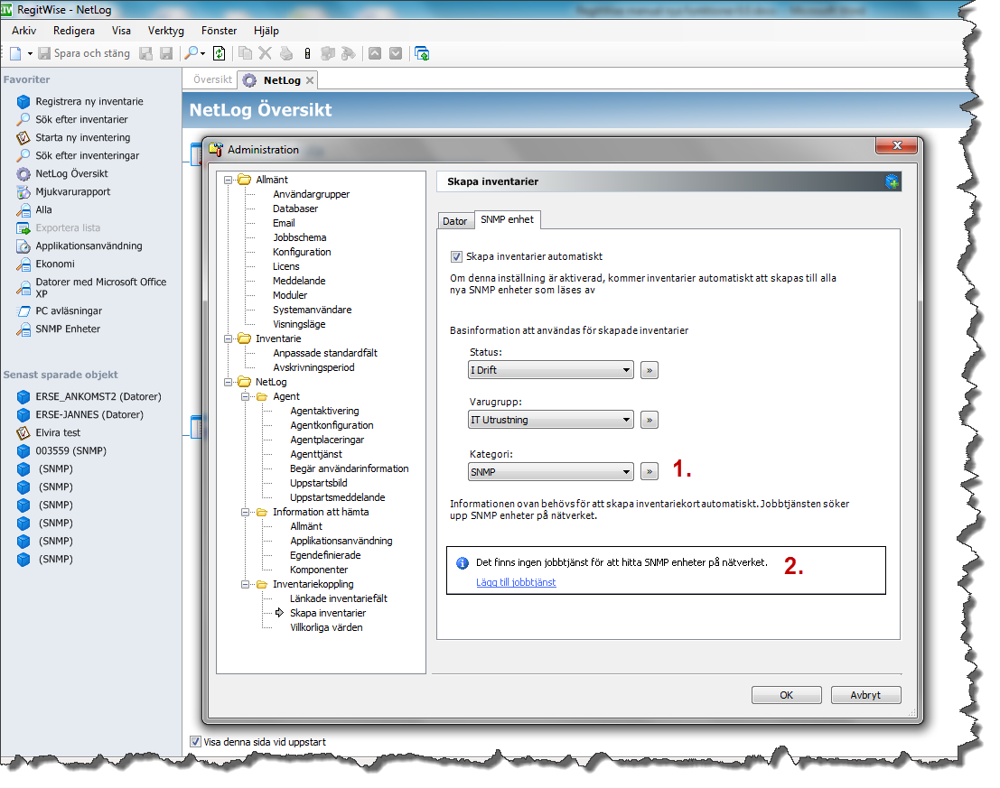 RIW RegitWise - NetLog
Arkiv Redigera Visa Verktyg Fönster Hjälp
Spara och stäng
Favoriter
Registrera ny inventarie
Sök efter inventarier
Starta ny inventering
Sök efter inventeringar
NetLog Översikt
Mjukvarurapport
Alla
Exportera lista
Applikationsanvändning
Ekonomi
Datorer med Microsoft Office
XP
PC avläsningar
SNMP Enheter
Senast sparade objekt
ERSE_ANKOMST2 (Datorer)
ERSE-JANNES (Datorer)
Elvira test
003559 (SNMP)
(SNMP)
(SNMP)
(SNMP)
(SNMP)
(SNMP)
(SNMP)
Översikt NetLog
NetLog Översikt
Administration
Allmänt
Användargrupper
Databaser
Email
Jobbschema
Konfiguration
Licens
Meddelande
Moduler
Systemanvändare
Visningsläge
Inventarie
Anpassade standardfält
Avskrivningsperiod
NetLog
Agent
Agentaktivering
Agentkonfiguration
Agentplaceringar
Agenttjänst
Begär användarinformation
Uppstartsbild
Uppstartsmeddelande
Information att hämta
Allmänt
Applikationsanvändning
Egendefinierade
Komponenter
Inventariekoppling
Länkade inventariefält
Skapa inventarier
Villkorliga värden
Skapa inventarier
Dator SNMP enhet
Skapa inventarier automatiskt
Om denna inställning är aktiverad, kommer inventarier automatiskt att skapas till alla
nya SNMP enheter som läses av
Basinformation att användas för skapade inventarier
Status:
I Drift »
Varugrupp:
IT Utrustning »
Kategori:
SNMP » 1.
Informationen ovan behövs för att skapa inventariekort automatiskt. Jobbtjänsten söker
upp SNMP enheter på nätverket.
Det finns ingen jobbtjänst för att hitta SNMP enheter på nätverket. 2.
Lägg till jobbtjänst
OK Avbryt
Visa denna sida vid uppstart